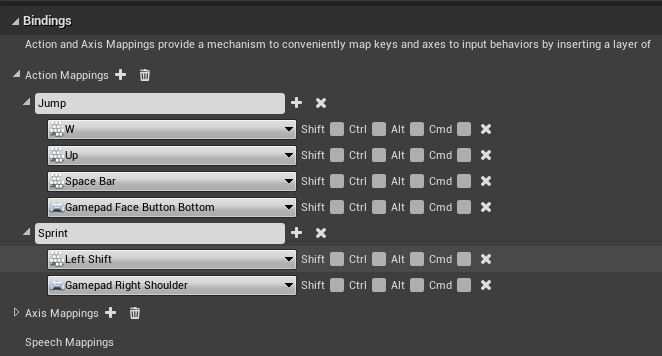 Bindings
Action and Axis Mappings provide a mechanism to conveniently map keys and axes to input behaviors by inserting a layer of
Action Mappings
Jump
W Shift Ctrl Alt Cmd
Up Shift Ctrl Alt Cmd
Space Bar Shift Ctrl Alt Cmd
Gamepad Face Button Bottom Shift Ctrl Alt Cmd
Sprint
Left Shift Shift Ctrl Alt Cmd
Gamepad Right Shoulder Shift Ctrl Alt Cmd
Axis Mappings
Speech Mappings